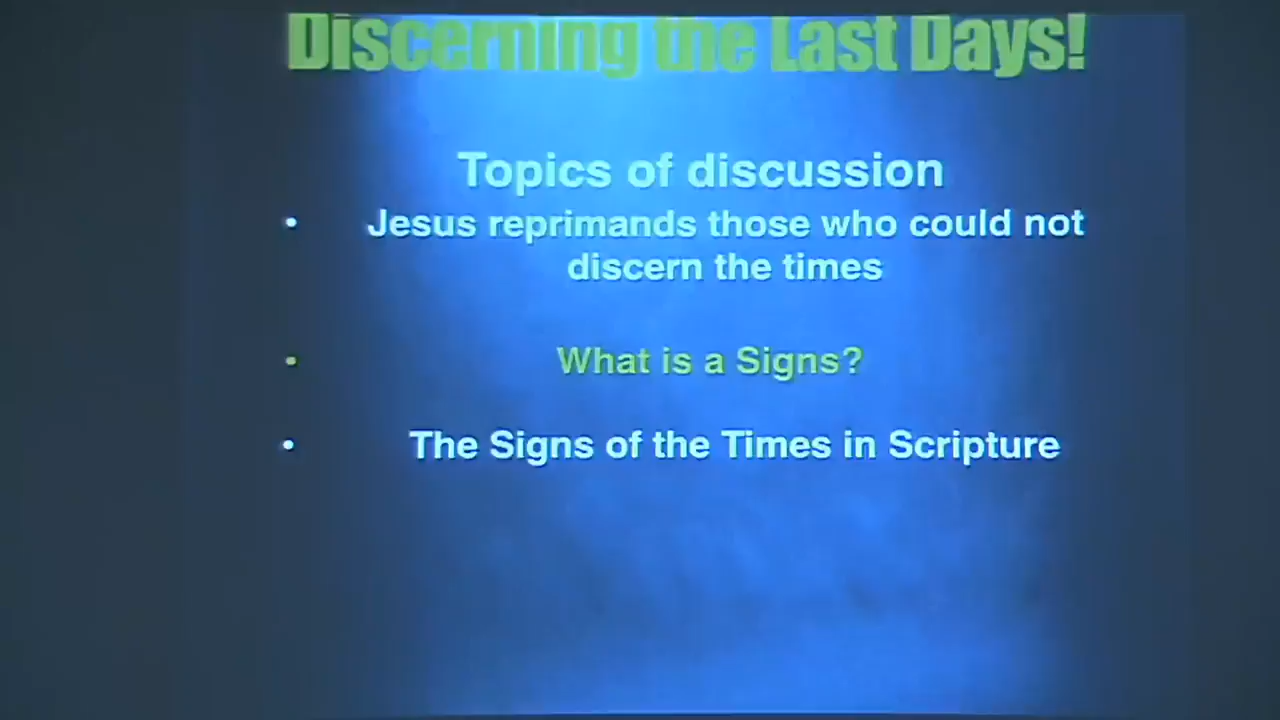 Discerning the Last Days!
Topics of discussion
• Jesus reprimands those who could not
discern the times
• What is a Signs?
• The Signs of the Times in Scripture